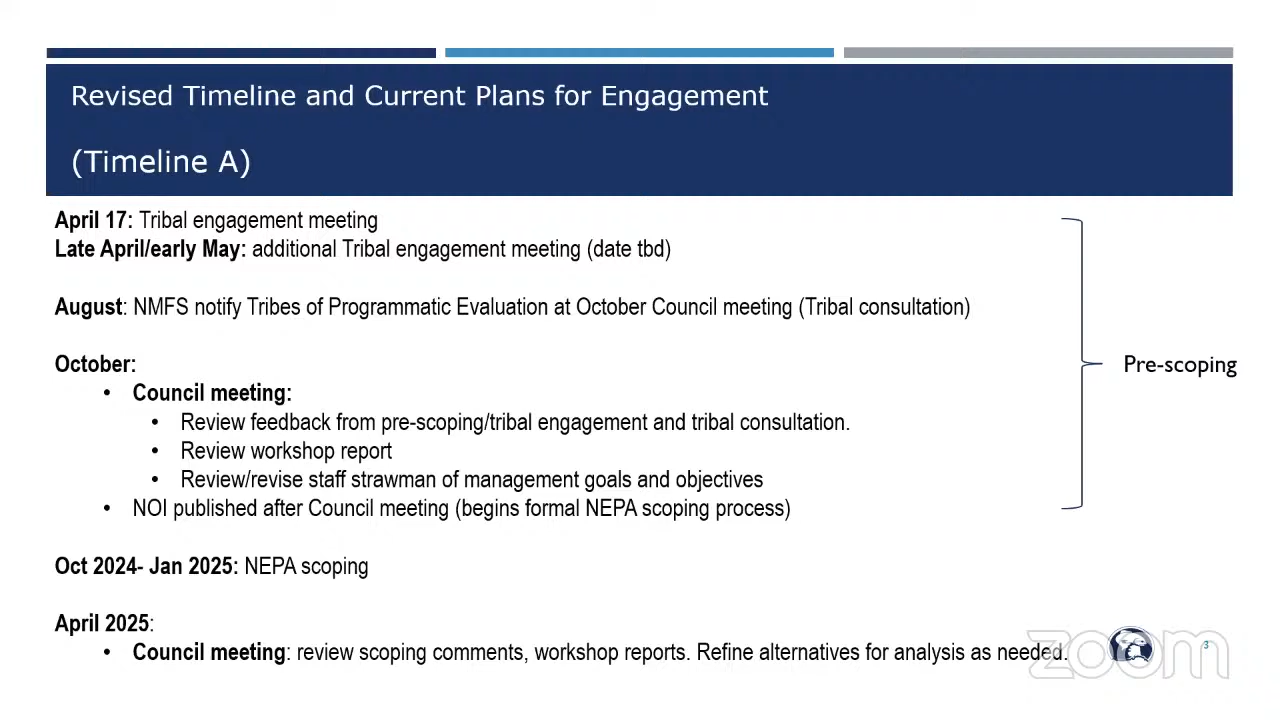 Revised Timeline and Current Plans for Engagement
(Timeline A)
April 17: Tribal engagement meeting
Late April/early May: additional Tribal engagement meeting (date tbd)
August: NMFS notify Tribes of Programmatic Evaluation at October Council meeting (Tribal consultation)
October:
• Council meeting:
• Review feedback from pre-scoping/tribal engagement and tribal consultation.
• Review workshop report
• Review/revise staff strawman of management goals and objectives
• NOI published after Council meeting (begins formal NEPA scoping process)
Pre-scoping
Oct 2024- Jan 2025: NEPA scoping
April 2025:
• Council meeting: review scoping comments, workshop reports. Refine alternatives for analysis as needed.
zoom
3